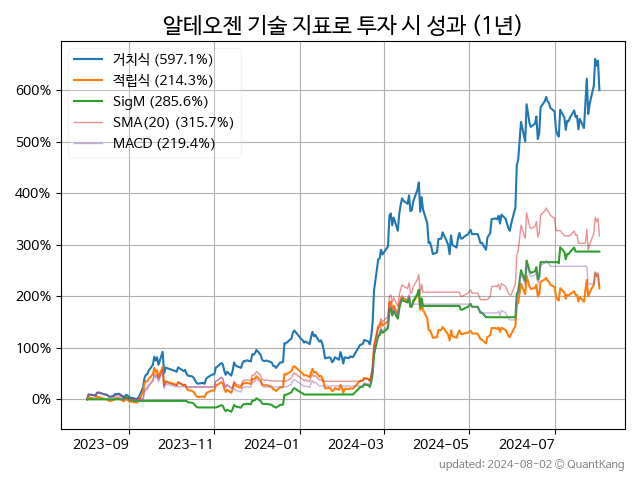 알테오젠 기술 지표로 투자 시 성과 (1년)
거치식 (597.1%)
적립식 (214.3%)
SigM (285.6%)
SMA(20) (315.7%)
MACD (219.4%)
600%
500%
400%
300%
200%
100%
0%
2023-09 2023-11 2024-01 2024-03 2024-05 2024-07
updated: 2024-08-02 © QuantKang